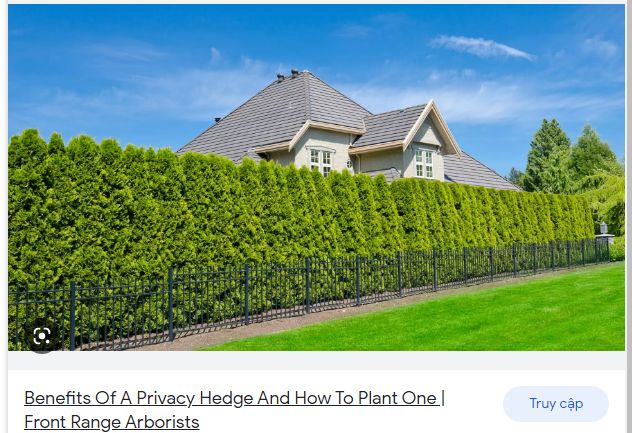 Benefits Of A Privacy Hedge And How To Plant One |
Front Range Arborists
Truy cập